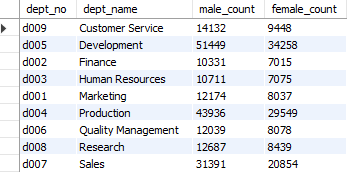 dept_no dept_name male_count female_count
d009 Customer Service 14132 9448
d005 Development 51449 34258
d002 Finance 10331 7015
d003 Human Resources 10711 7075
d001 Marketing 12174 8037
d004 Production 43936 29549
d006 Quality Management 12039 8078
d008 Research 12687 8439
d007 Sales 31391 20854